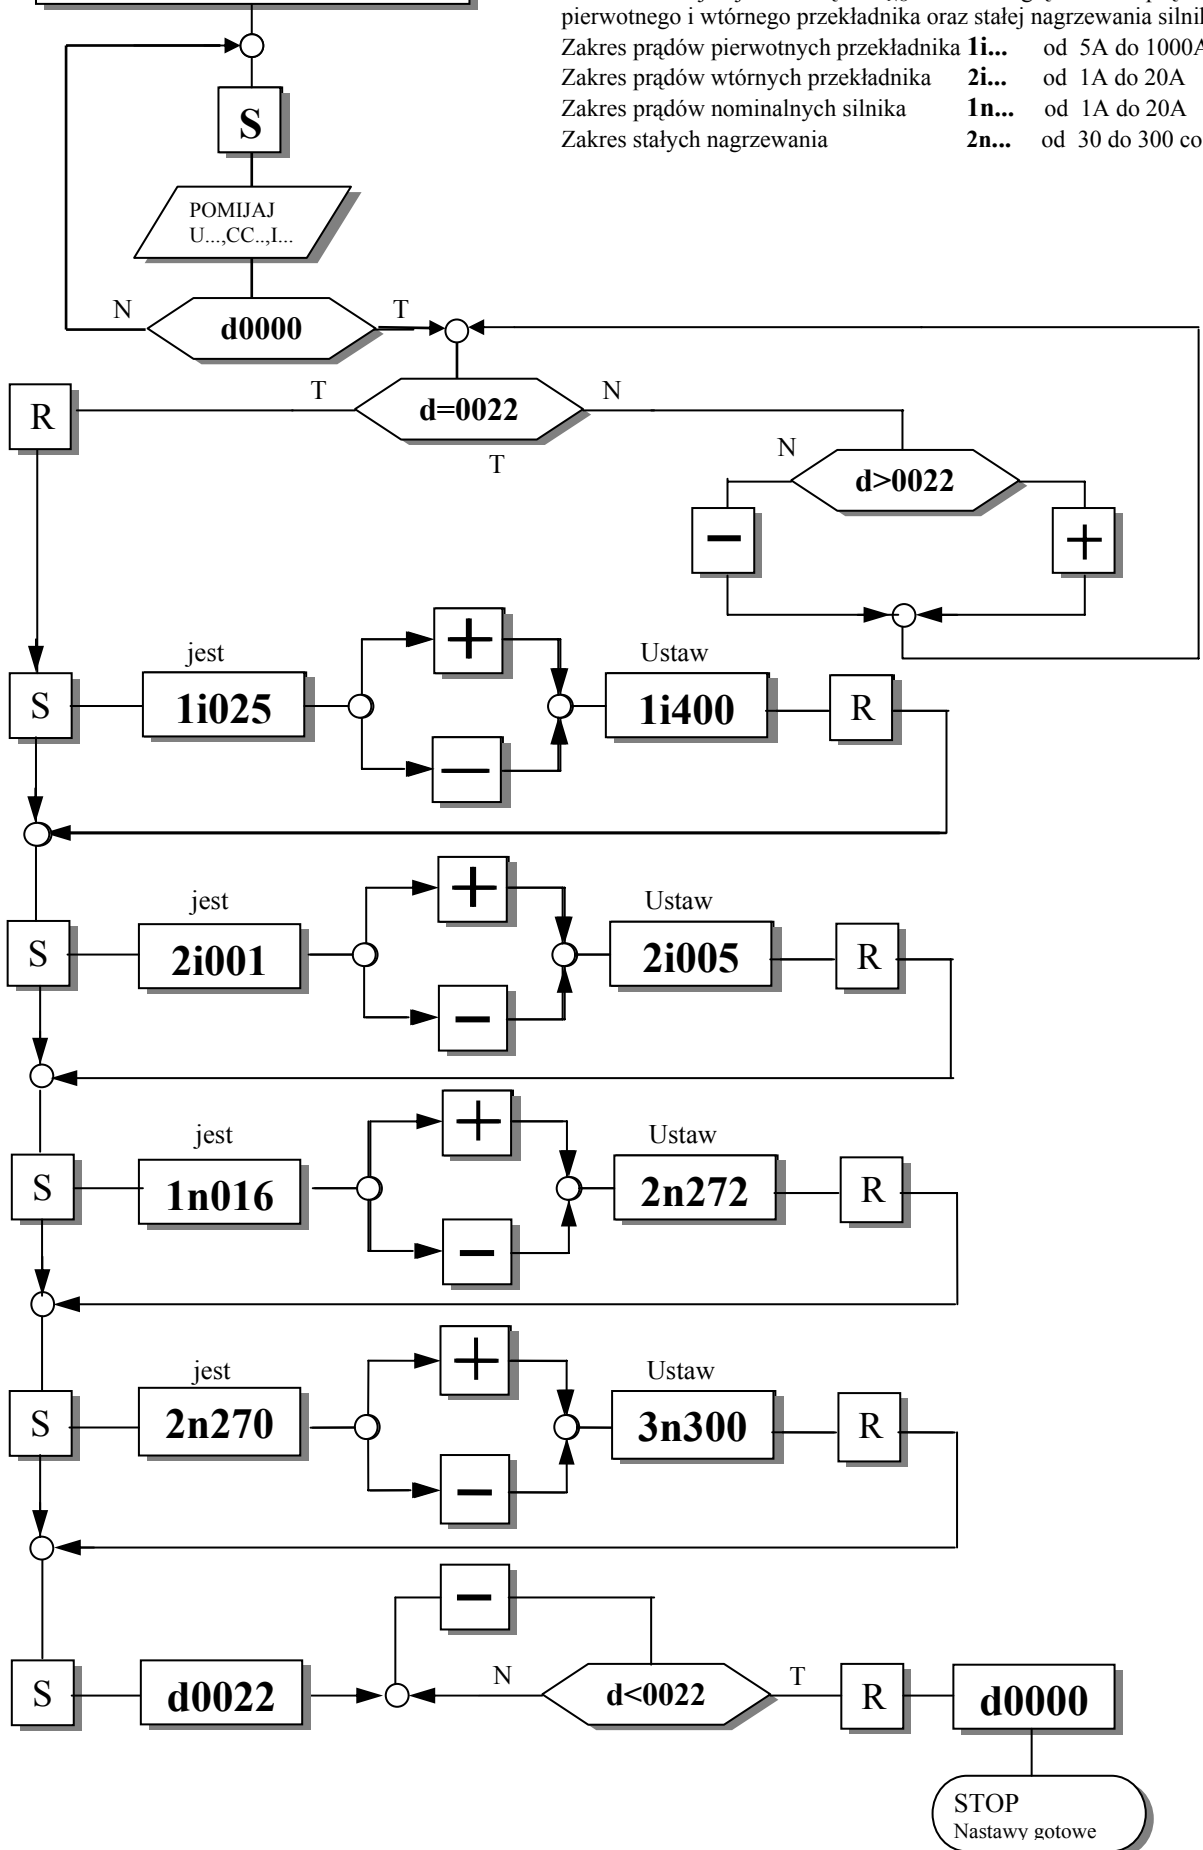 pierwotnego i wtórnego przekładnika oraz stałej nagrzewania
Zakres prądów pierwotnych przekładnika 1i... od 5A do 1000A
Zakres prądów wtórnych przekładnika 2i... od 1A do 20A
Zakres prądów nominalnych silnika 1n... od 1A do 20A
Zakres stałych nagrzewania 2n... od 30 do 300 co
S
POMIJAJ
U...,CC..,I...
N d0000 T
T d=0022 N
R
T
N d>0022
− +
+
jest Ustaw
S 1i025 1i400 R
−
+
jest Ustaw
S 2i001 2i005 R
−
+
jest Ustaw
S 1n016 2n272 R
−
+
jest Ustaw
S 2n270 3n300 R
−
−
S d0022 N d<0022 T R d0000
STOP
Nastawy gotowe